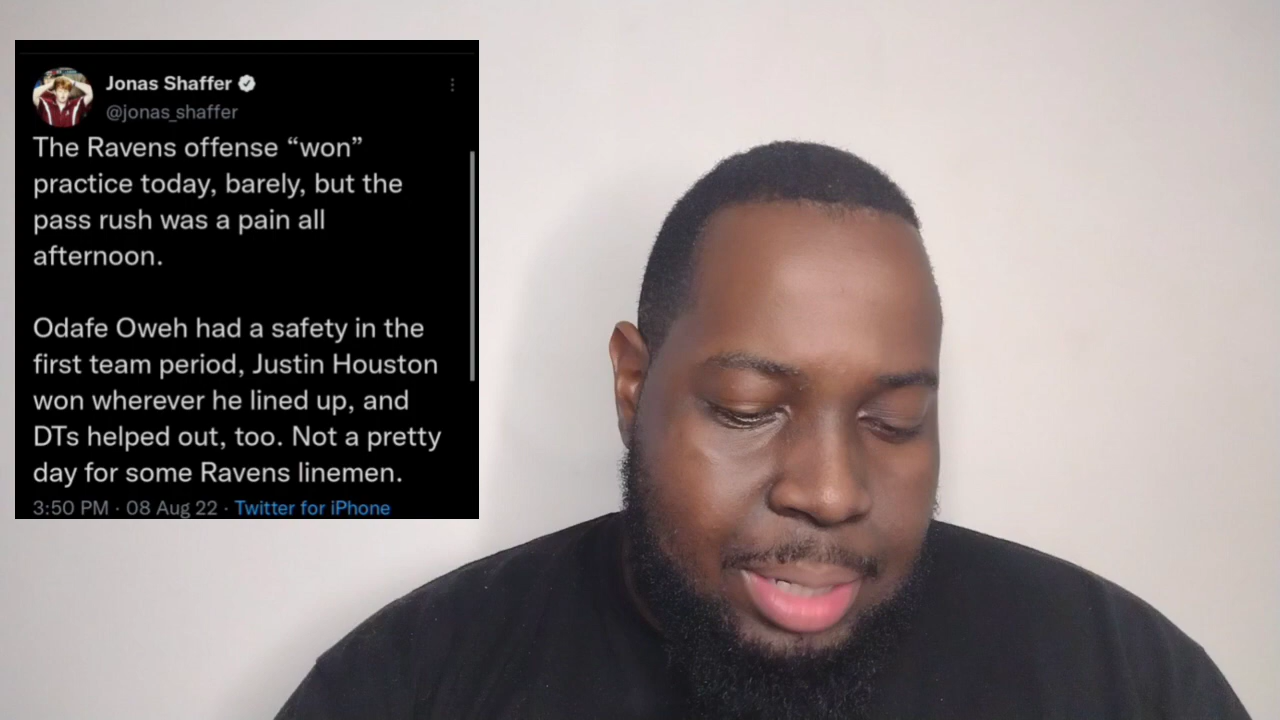 Jonas Shaffer
@jonas_shaffer
The Ravens offense “won”
practice today, barely, but the
pass rush was a pain all
afternoon.
Odafe Oweh had a safety in the
first team period, Justin Houston
won wherever he lined up, and
DTs helped out, too. Not a pretty
day for some Ravens linemen.
3:50 PM · 08 Aug 22 · Twitter for iPhone